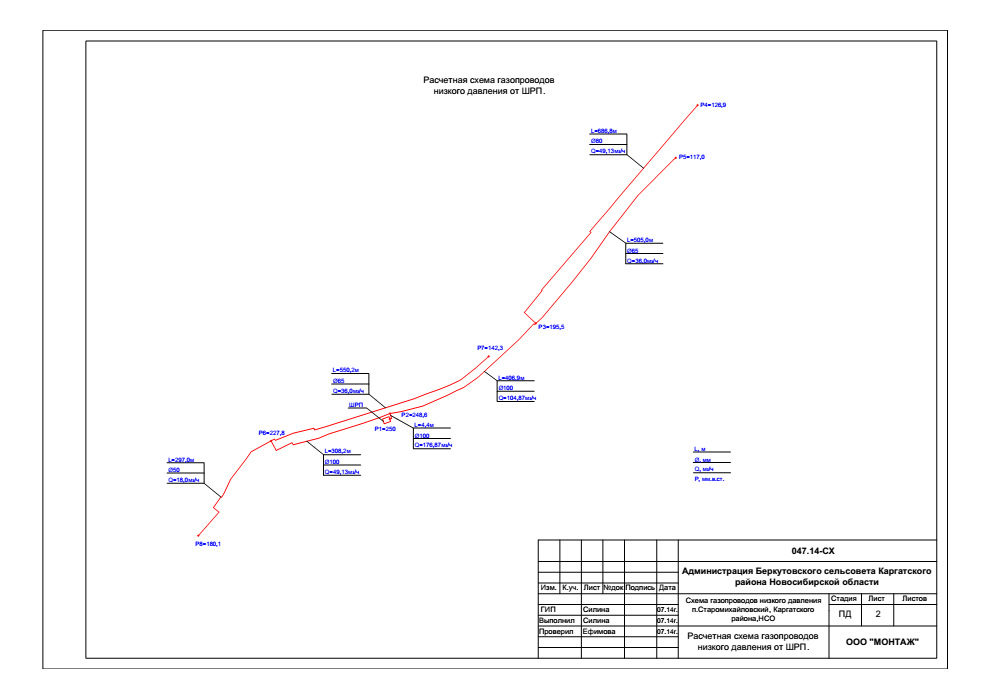 Расчетная схема газопроводов
низкого давления от ШРП.
P4=126,9
L=686,8м
Ø80
Q=49,13м³/ч
P5=117,0
L=505,0м
Ø65
Q=36,0м³/ч
P3=195,5
P7=142,3
L=550,2м
Ø65
Q=36,0м³/ч
L=406,9м
Ø100
Q=104,87м³/ч
ШРП
P2=248,6
P1=250
L=4,4м
Ø100
Q=176,87м³/ч
P6=227,8
L=308,2м
Ø100
Q=49,13м³/ч
L=297,0м
Ø50
Q=18,0м³/ч
P8=180,1
L, м
Ø, мм
Q, м³/ч
P, мм.в.ст.
047.14-СХ
Администрация Беркутовского сельсовета Каргатского
района Новосибирской области
Изм. К.уч. Лист №док Подпись Дата
Схема газопроводов низкого давления
п.Старомихайловский, Каргатского
района,НСО
Стадия Лист Листов
ПД 2
ГИП Силина 07.14г.
Выполнил Силина 07.14г.
Проверил Ефимова 07.14г.
Расчетная схема газопроводов
низкого давления от ШРП.
ООО "МОНТАЖ"